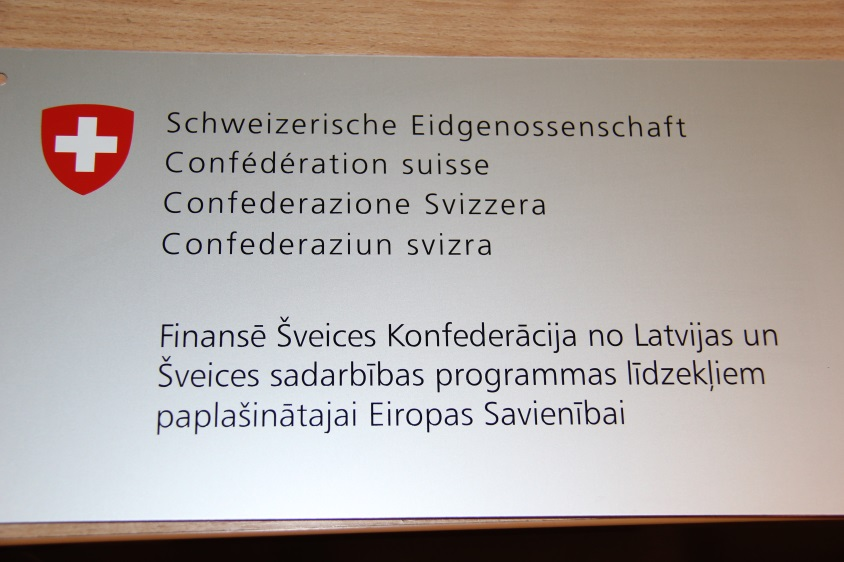 Schweizerische Eidgenossenschaft
Confédération suisse
Confederazione Svizzera
Confederaziun svizra
Finansē Šveices Konfederācija no Latvijas un
Šveices sadarbības programmas līdzekļiem
paplašinātajai Eiropas Savienībai